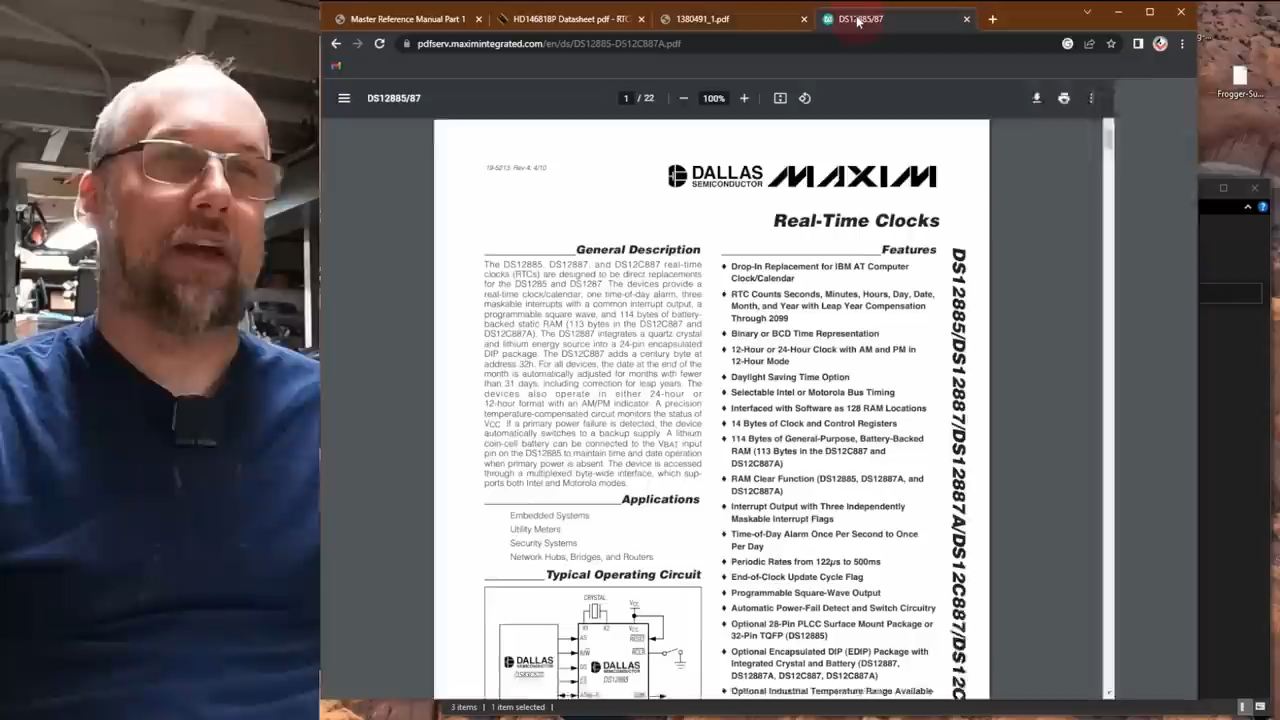 Master Reference Manual Part 1
HD146818P Datasheet pdf - RTC
1380491_1.pdf
DS12885/87
pdfserv.maximintegrated.com/en/ds/DS12885-DS12C887A.pdf
DS12885/87
1 / 22
100%
19-5213; Rev 4; 4/10
DALLAS SEMICONDUCTOR MAXIM
Real-Time Clocks
General Description
The DS12885, DS12887, and DS12C887 real-time
clocks (RTCs) are designed to be direct replacements
for the DS1285 and DS1287. The devices provide a
real-time clock/calendar, one time-of-day alarm, three
maskable interrupts with a common interrupt output, a
programmable square wave, and 114 bytes of battery-
backed static RAM (113 bytes in the DS12C887 and
DS12C887A). The DS12887 integrates a quartz crystal
and lithium energy source into a 24-pin encapsulated
DIP package. The DS12C887 adds a century byte at
address 32h. For all devices, the date at the end of the
month is automatically adjusted for months with fewer
than 31 days, including correction for leap years. The
devices also operate in either 24-hour or
12-hour format with an AM/PM indicator. A precision
temperature-compensated circuit monitors the status of
VCC. If a primary power failure is detected, the device
automatically switches to a backup supply. A lithium
coin-cell battery can be connected to the VBAT input
pin on the DS12885 to maintain time and date operation
when primary power is absent. The device is accessed
through a multiplexed byte-wide interface, which sup-
ports both Intel and Motorola modes.
Applications
Embedded Systems
Utility Meters
Security Systems
Network Hubs, Bridges, and Routers
Typical Operating Circuit
CRYSTAL
VCC
X1 X2 VCC
RESET
AS
R/W
DALLAS SEMICONDUCTOR
DALLAS SEMICONDUCTOR
DS12885
Features
♦ Drop-In Replacement for IBM AT Computer
Clock/Calendar
♦ RTC Counts Seconds, Minutes, Hours, Day, Date,
Month, and Year with Leap Year Compensation
Through 2099
♦ Binary or BCD Time Representation
♦ 12-Hour or 24-Hour Clock with AM and PM in
12-Hour Mode
♦ Daylight Saving Time Option
♦ Selectable Intel or Motorola Bus Timing
♦ Interfaced with Software as 128 RAM Locations
♦ 14 Bytes of Clock and Control Registers
♦ 114 Bytes of General-Purpose, Battery-Backed
RAM (113 Bytes in the DS12C887 and
DS12C887A)
♦ RAM Clear Function (DS12885, DS12887A, and
DS12C887A)
♦ Interrupt Output with Three Independently
Maskable Interrupt Flags
♦ Time-of-Day Alarm Once Per Second to Once
Per Day
♦ Periodic Rates from 122µs to 500ms
♦ End-of-Clock Update Cycle Flag
♦ Programmable Square-Wave Output
♦ Automatic Power-Fail Detect and Switch Circuitry
♦ Optional 28-Pin PLCC Surface Mount Package or
32-Pin TQFP (DS12885)
♦ Optional Encapsulated DIP (EDIP) Package with
Integrated Crystal and Battery (DS12887,
DS12887A, DS12C887, DS12C887A)
♦ Optional Industrial Temperature Range Available
DS12885/DS12887/DS12887A/DS12C887/DS12C
Frogger-Su...
3 items
1 item selected